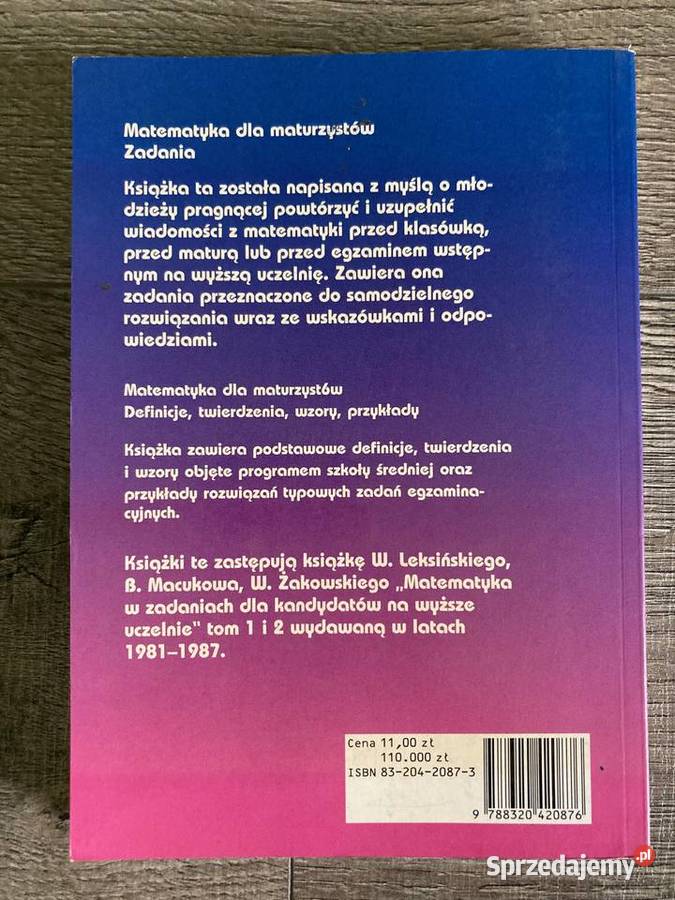 Matematyka dla maturzystów
Zadania
Książka ta została napisana z myślą o mło-
dzieży pragnącej powtórzyć i uzupełnić
wiadomości z matematyki przed klasówką,
przed maturą lub przed egzaminem wstęp-
nym na wyższą uczelnię. Zawiera ona
zadania przeznaczone do samodzielnego
rozwiązania wraz ze wskazówkami i odpo-
wiedziami.
Matematyka dla maturzystów
Definicje, twierdzenia, wzory, przykłady
Książka zawiera podstawowe definicje, twierdzenia
i wzory objęte programem szkoły średniej oraz
przykłady rozwiązań typowych zadań egzamina-
cyjnych.
Książki te zastępują książkę W. Leksińskiego,
B. Macukowa, W. Żakowskiego „Matematyka
w zadaniach dla kandydatów na wyższe
uczelnie" tom 1 i 2 wydawaną w latach
1981–1987.
Cena 11,00 zł
110.000 zł
ISBN 83-204-2087-3
9 788320 420876
Sprzedajemy.pl